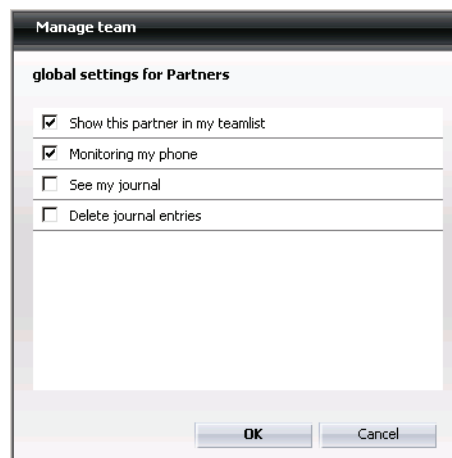 Manage team
global settings for Partners
Show this partner in my teamlist
Monitoring my phone
See my journal
Delete journal entries
OK Cancel